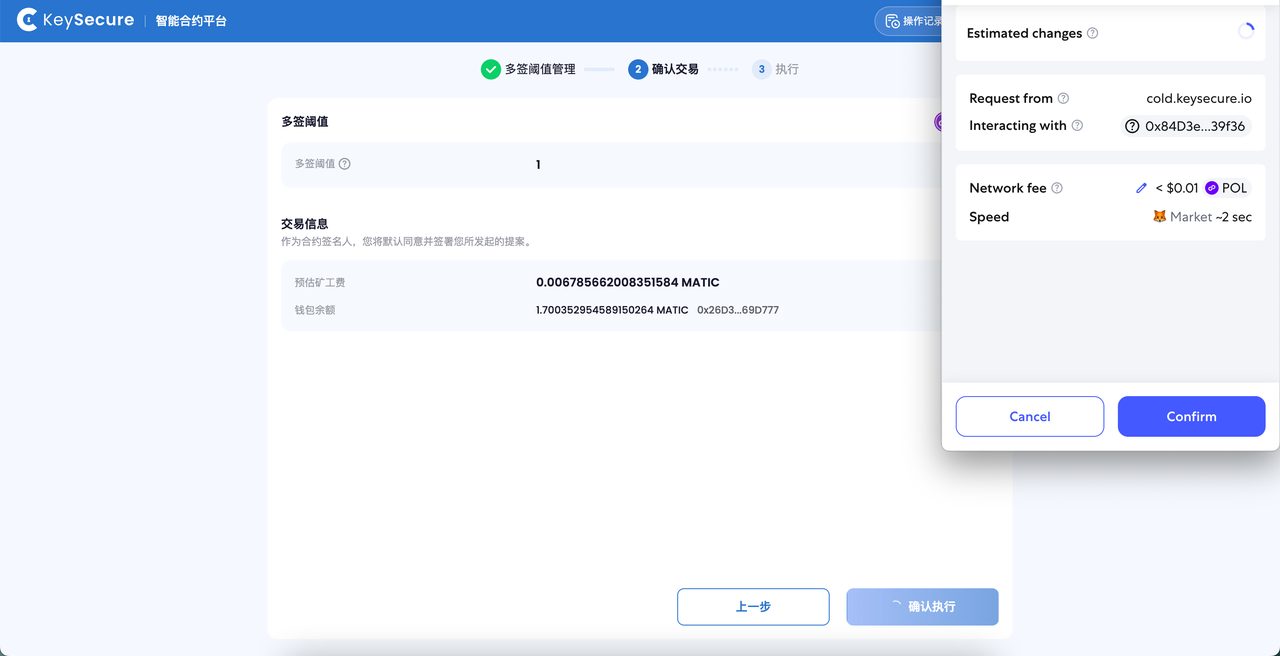 KeySecure | 智能合约平台
操作记录
多签阈值管理
2 确认交易
3 执行
多签阈值
多签阈值 ?
1
交易信息
作为合约签名人，您将默认同意并签署您所发起的提案。
预估矿工费
0.006785662008351584 MATIC
钱包余额
1.700352954589150264 MATIC 0x26D3...69D777
上一步
确认执行
Estimated changes ?
Request from ? cold.keysecure.io
Interacting with ? ? 0x84D3e...39f36
Network fee ? < $0.01 POL
Speed Market ~2 sec
Cancel
Confirm